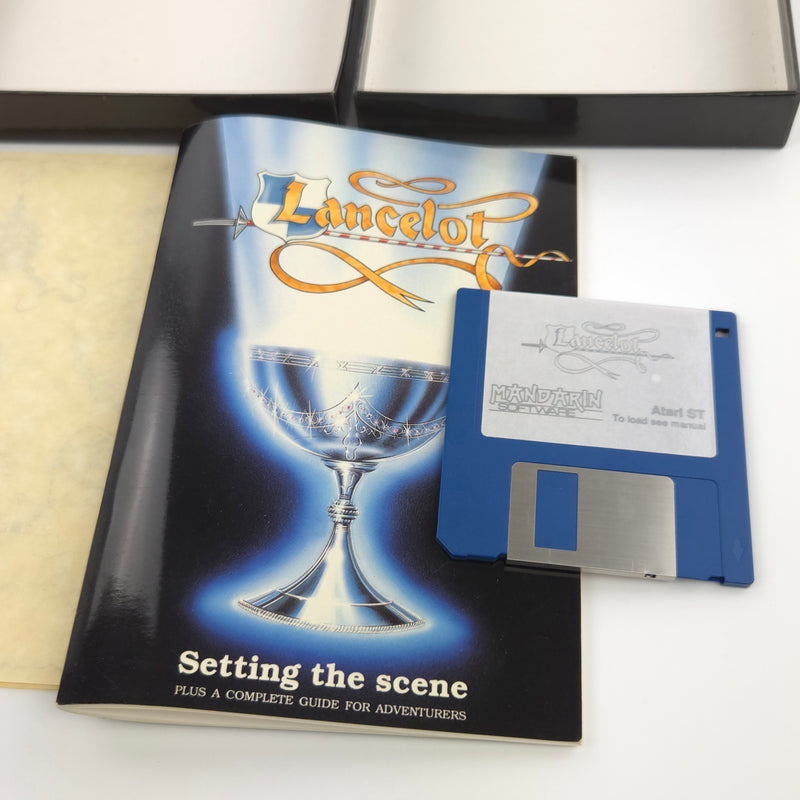 Lancelot
Setting the scene
PLUS A COMPLETE GUIDE FOR ADVENTURERS
Lancelot
MANDARIN
SOFTWARE
Atari ST
To load see manual